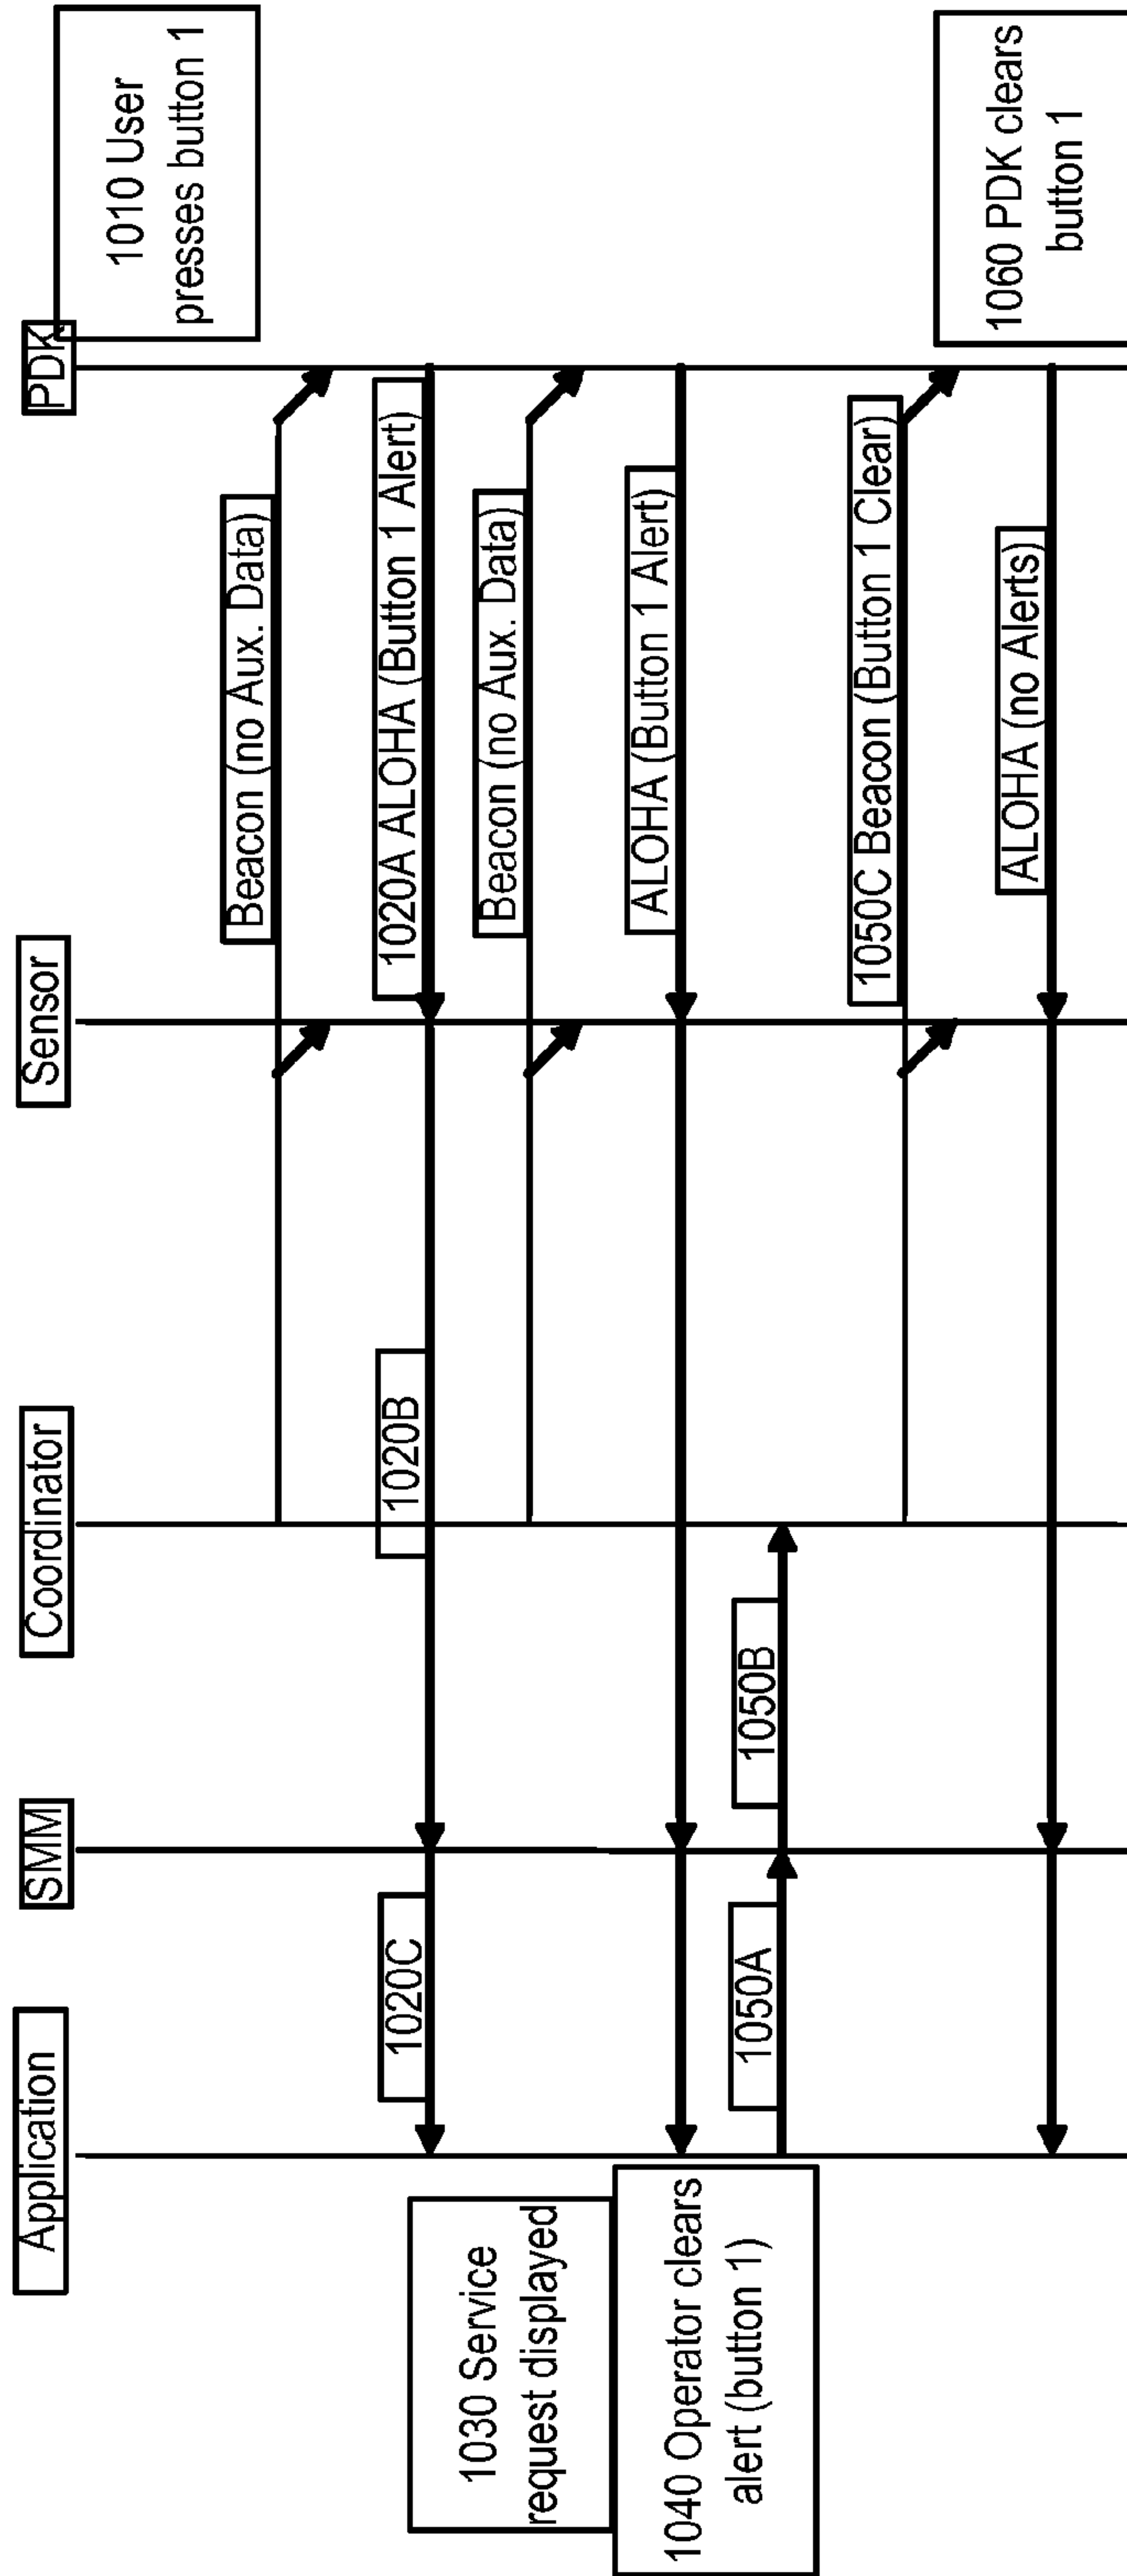 Application
SMM
Coordinator
Sensor
PDK
1010 User
presses button 1
Beacon (no Aux. Data)
1020C
1020B
1020A ALOHA (Button 1 Alert)
1030 Service
request displayed
Beacon (no Aux. Data)
ALOHA (Button 1 Alert)
1040 Operator clears
alert (button 1)
1050A
1050B
1050C Beacon (Button 1 Clear)
ALOHA (no Alerts)
1060 PDK clears
button 1